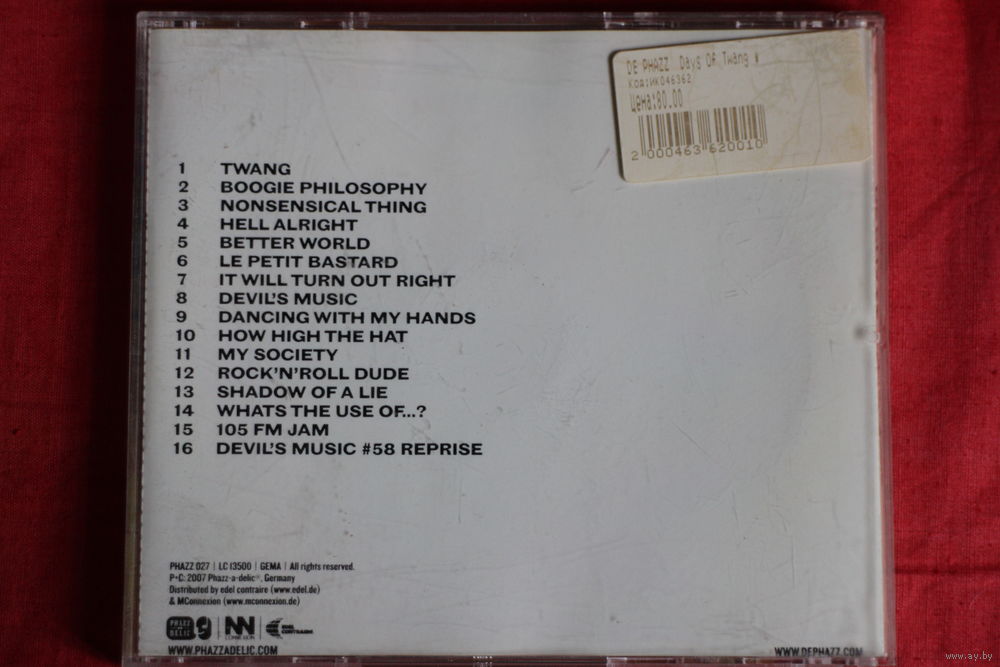 DE PHAZZ Days Of Twang #
Код:ИК046362
Цена:80.00
2 000463 620010
1 TWANG
2 BOOGIE PHILOSOPHY
3 NONSENSICAL THING
4 HELL ALRIGHT
5 BETTER WORLD
6 LE PETIT BASTARD
7 IT WILL TURN OUT RIGHT
8 DEVIL'S MUSIC
9 DANCING WITH MY HANDS
10 HOW HIGH THE HAT
11 MY SOCIETY
12 ROCK'N'ROLL DUDE
13 SHADOW OF A LIE
14 WHATS THE USE OF...?
15 105 FM JAM
16 DEVIL'S MUSIC #58 REPRISE
PHAZZ 027 | LC 13500 | GEMA | All rights reserved.
P+C: 2007 Phazz-a-delic®, Germany
Distributed by edel contraire (www.edel.de)
& MConnexion (www.mconnexion.de)
PHAZZ A DELIC
CONNEXION
EDEL CONTRAIRE
WWW.PHAZZADELIC.COM
WWW.DEPHAZZ.COM
www.ay.by